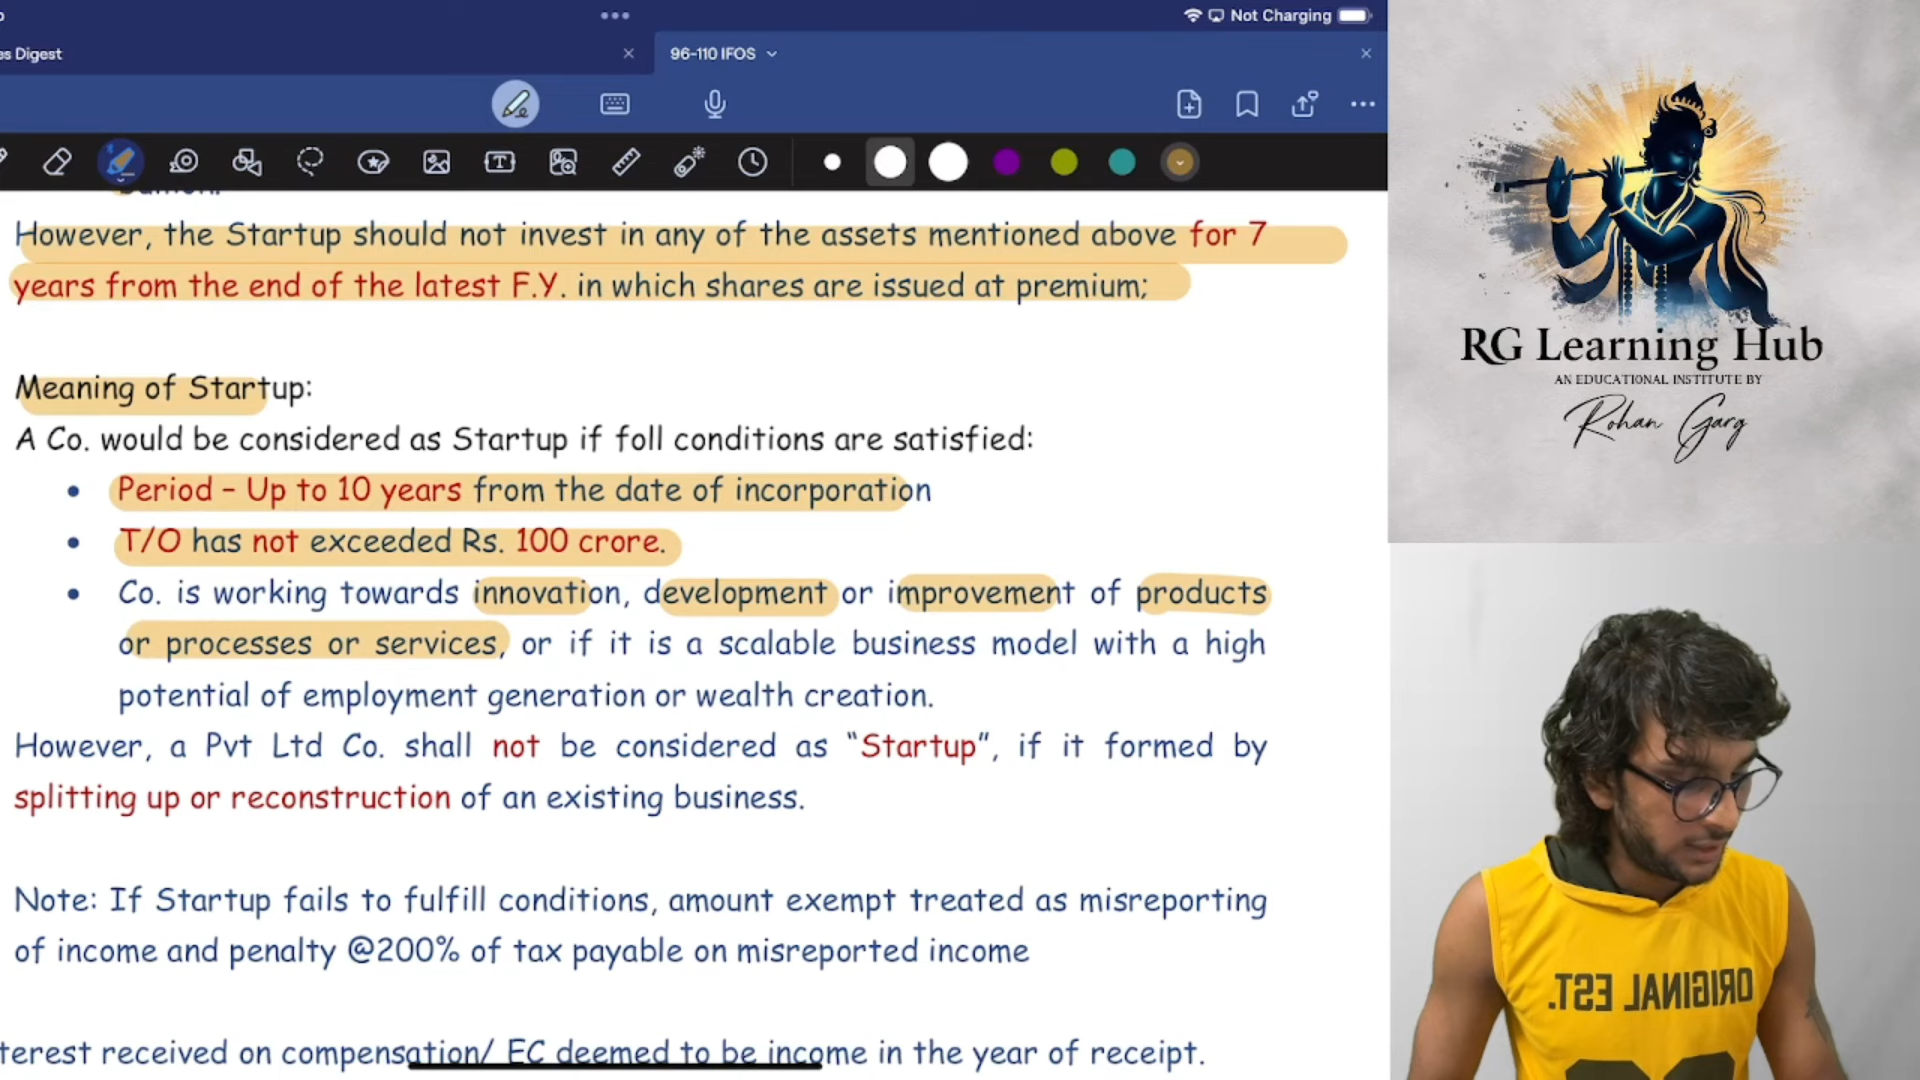 Not Charging
es Digest
96-110 IFOS
However, the Startup should not invest in any of the assets mentioned above for 7
years from the end of the latest F.Y. in which shares are issued at premium;
Meaning of Startup:
A Co. would be considered as Startup if foll conditions are satisfied:
• Period – Up to 10 years from the date of incorporation
• T/O has not exceeded Rs. 100 crore.
• Co. is working towards innovation, development or improvement of products
or processes or services, or if it is a scalable business model with a high
potential of employment generation or wealth creation.
However, a Pvt Ltd Co. shall not be considered as “Startup”, if it formed by
splitting up or reconstruction of an existing business.
Note: If Startup fails to fulfill conditions, amount exempt treated as misreporting
of income and penalty @200% of tax payable on misreported income
terest received on compensation/ EC deemed to be income in the year of receipt.
RG Learning Hub
AN EDUCATIONAL INSTITUTE BY
Rohan Garg
ORIGINAL EST.